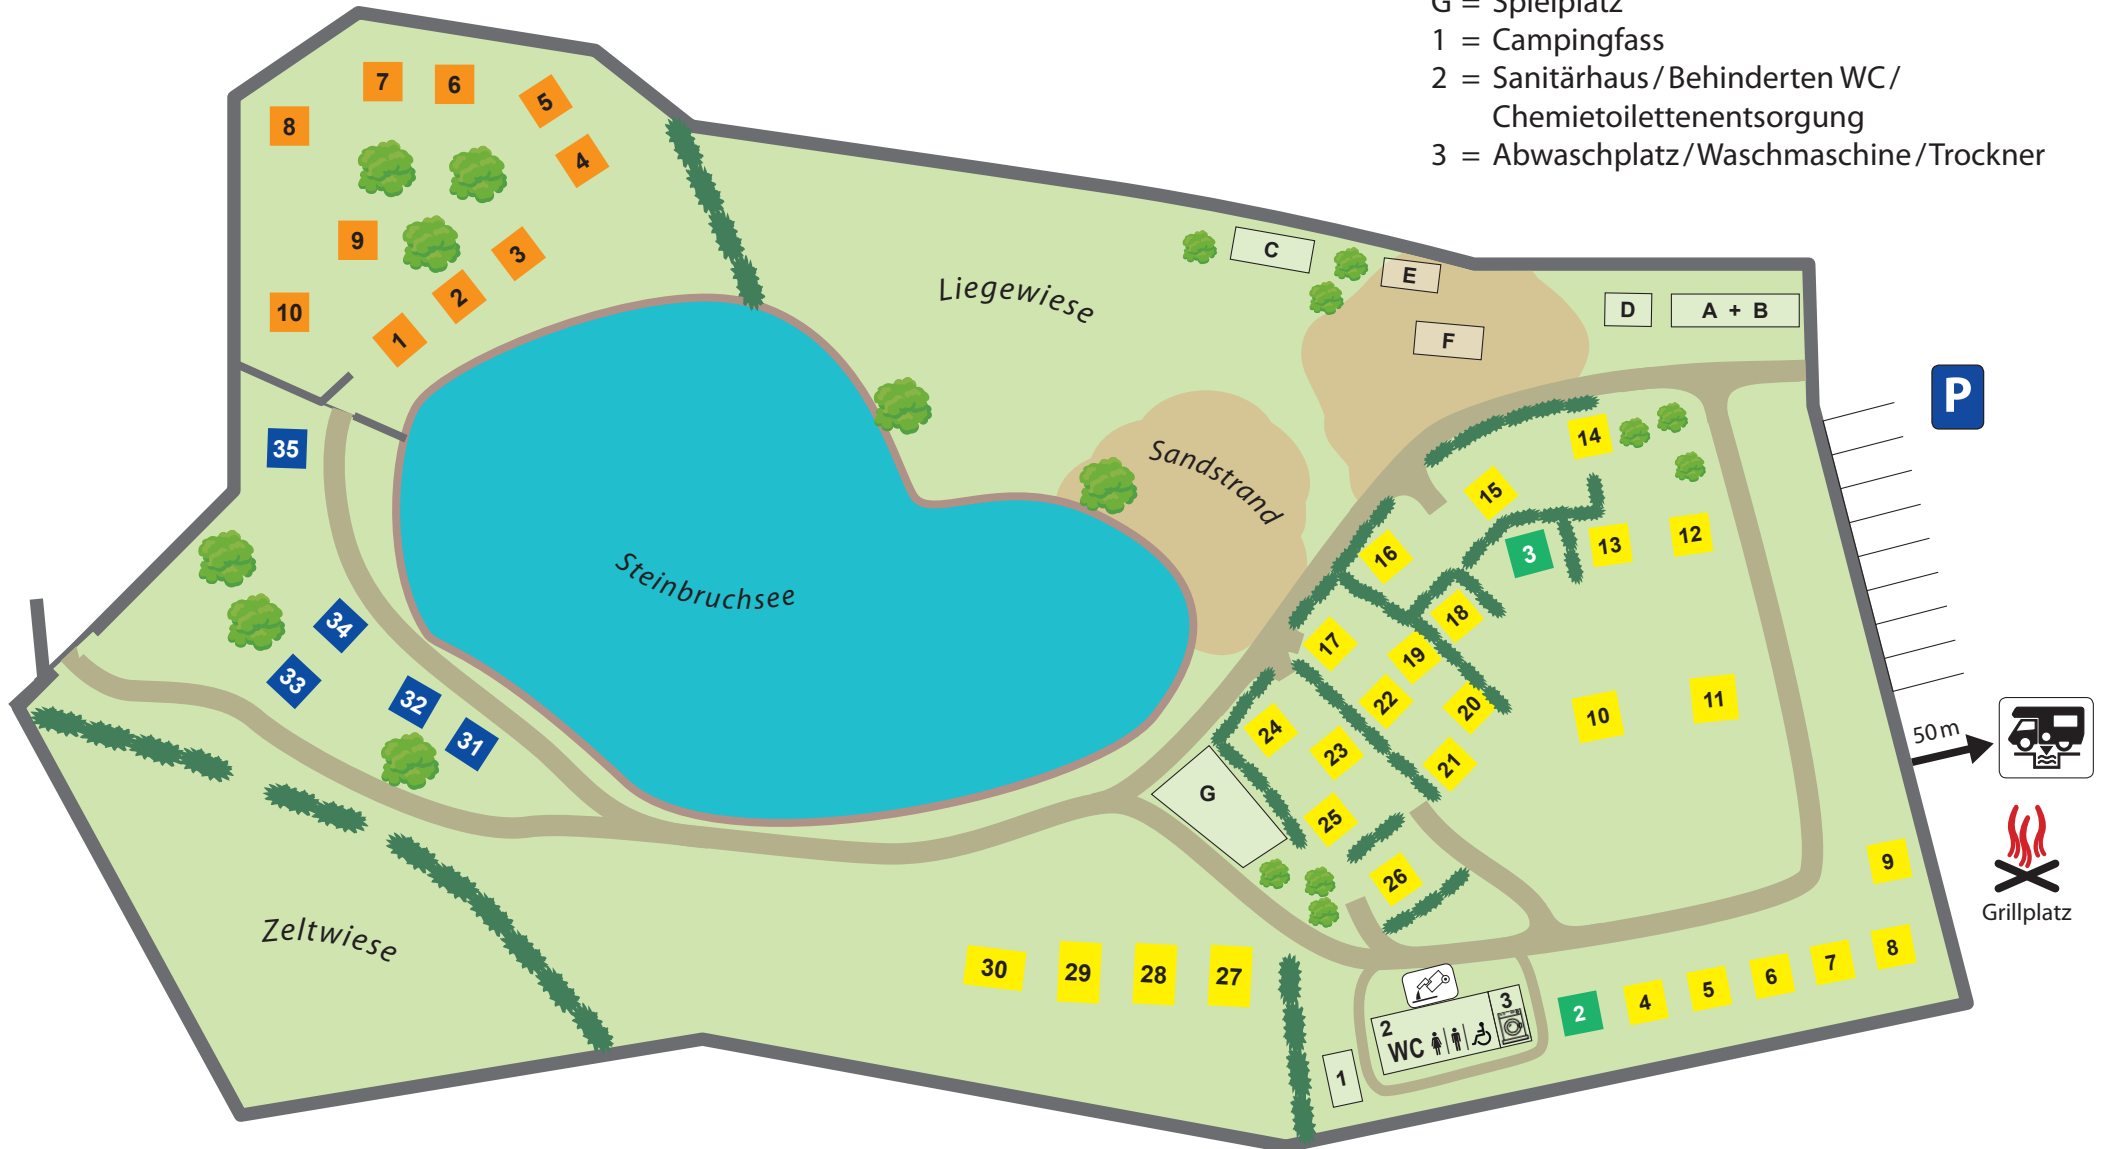 G = Spielplatz
1 = Campingfass
2 = Sanitärhaus/Behinderten WC/
Chemietoilettenentsorgung
3 = Abwaschplatz/Waschmaschine/Trockner
7
6
5
8
4
9
3
2
10
1
C
E
Liegewiese
F
D
A + B
P
35
Sandstrand
14
15
16
3
13
12
Steinbruchsee
34
33
32
31
17
18
19
22
20
10
11
24
23
21
50 m
G
25
26
9
Grillplatz
Zeltwiese
30
29
28
27
8
7
6
5
4
2
3
2
WC
1